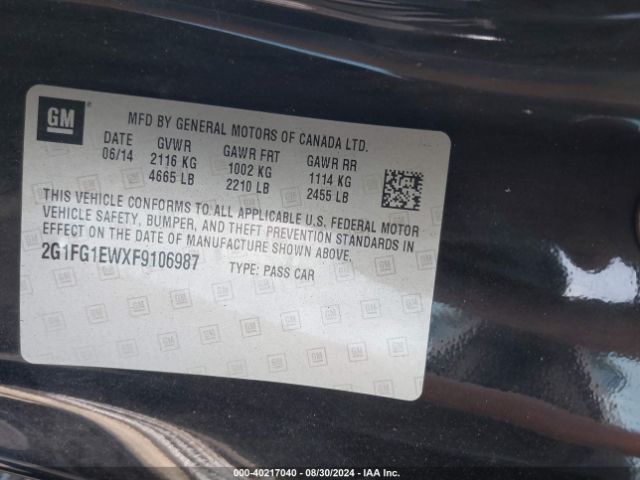 GM
MFD BY GENERAL MOTORS OF CANADA LTD.
DATE GVWR GAWR FRT GAWR RR
06/14 2116 KG 1002 KG 1114 KG
4665 LB 2210 LB 2455 LB
THIS VEHICLE CONFORMS TO ALL APPLICABLE U.S. FEDERAL MOTOR
VEHICLE SAFETY, BUMPER, AND THEFT PREVENTION STANDARDS IN
EFFECT ON THE DATE OF MANUFACTURE SHOWN ABOVE.
2G1FG1EWXF9106987 TYPE: PASS CAR
000-40217040 - 08/30/2024 - IAA Inc.